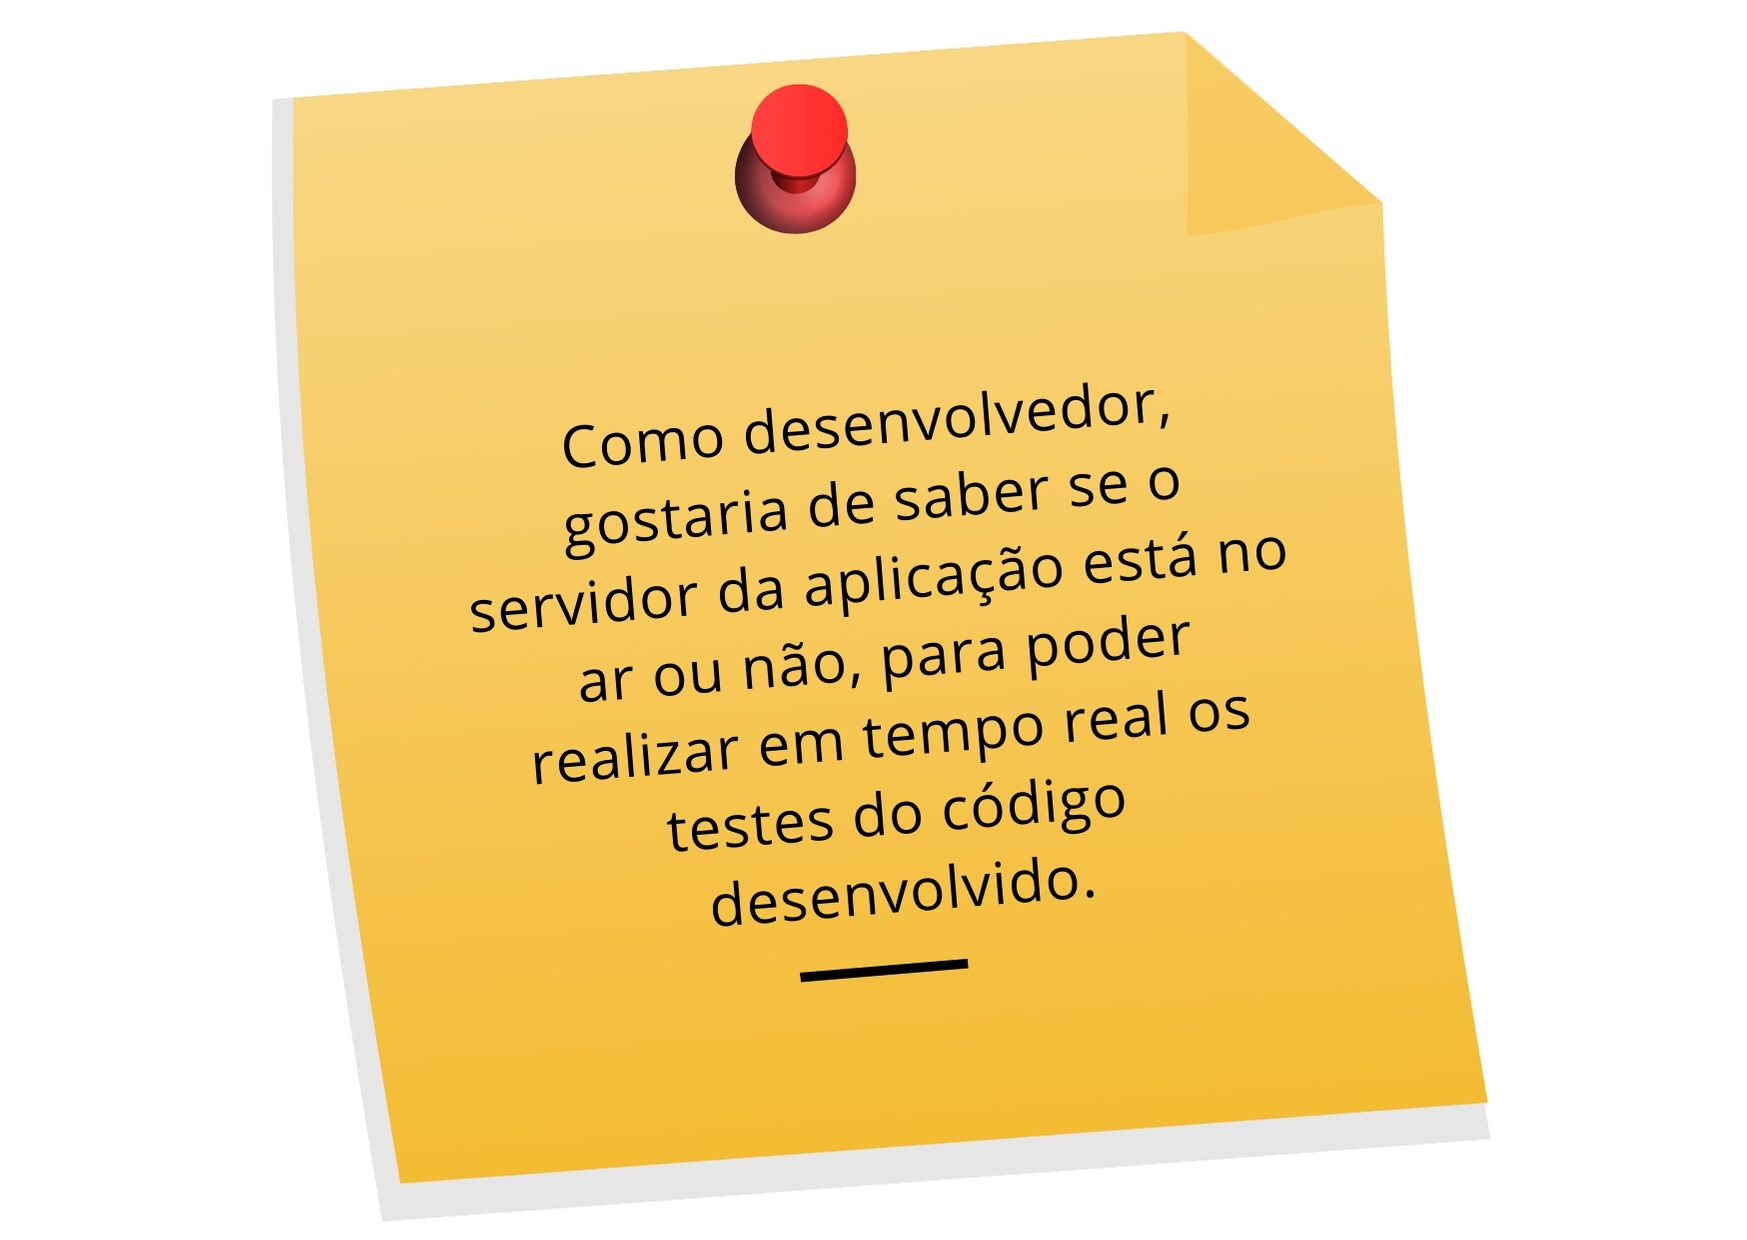 Como desenvolvedor,
gostaria de saber se o
servidor da aplicação está no
ar ou não, para poder
realizar em tempo real os
testes do código
desenvolvido.